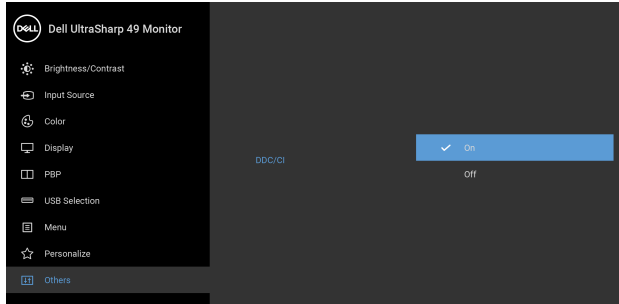 DELL Dell UltraSharp 49 Monitor
Brightness/Contrast
Input Source
Color
Display
PBP
USB Selection
Menu
Personalize
Others
DDC/CI
On
Off